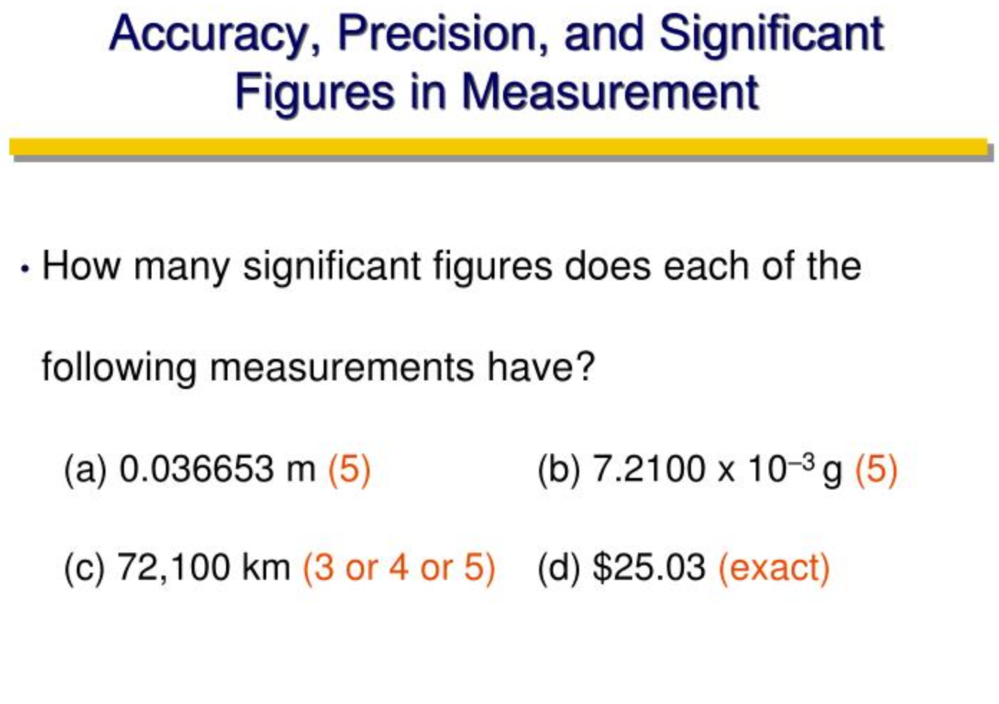 Accuracy, Precision, and Significant
Figures in Measurement
• How many significant figures does each of the
following measurements have?
(a) 0.036653 m (5) (b) 7.2100 x 10⁻³ g (5)
(c) 72,100 km (3 or 4 or 5) (d) $25.03 (exact)